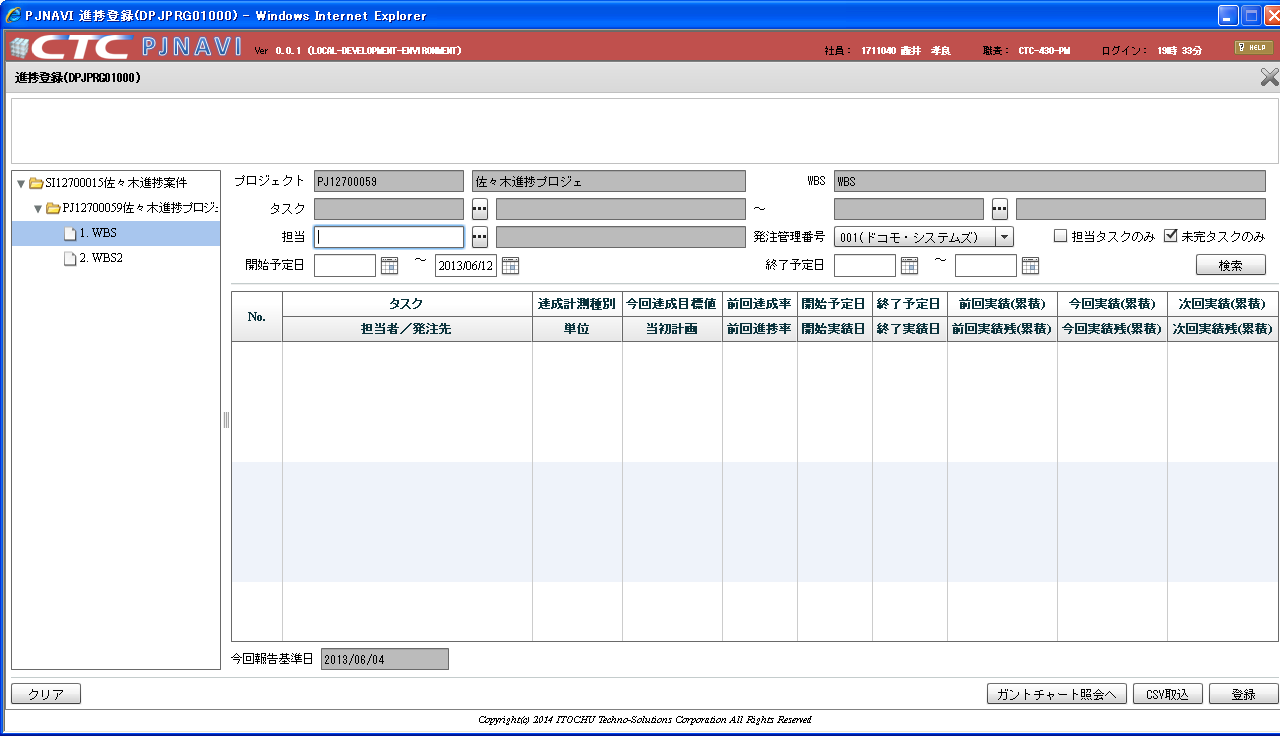 PJNAVI 進捗登録(DPJPRG01000) - Windows Internet Explorer
CTC PJNAVI Ver 0.0.1 (LOCAL-DEVELOPMENT-ENVIRONMENT) 社員： 1711040 森井 孝良 職責： CTC-430-PM ログイン： 19時 33分 ? HELP
進捗登録(DPJPRG01000)
SI12700015佐々木進捗案件
PJ12700059佐々木進捗プロジ
1. WBS
2. WBS2
プロジェクト PJ12700059 佐々木進捗プロジェ WBS WBS
タスク ～
担当 発注管理番号 001(ドコモ・システムズ) 担当タスクのみ 未完タスクのみ
開始予定日 ～ 2013/06/12 終了予定日 ～ 検索
No. タスク 達成計測種別 今回達成目標値 前回達成率 開始予定日 終了予定日 前回実績(累積) 今回実績(累積) 次回実績(累積)
担当者／発注先 単位 当初計画 前回進捗率 開始実績日 終了実績日 前回実績残(累積) 今回実績残(累積) 次回実績残(累積)
今回報告基準日 2013/06/04
クリア ガントチャート照会へ CSV取込 登録
Copyright(c) 2014 ITOCHU Techno-Solutions Corporation All Rights Reserved